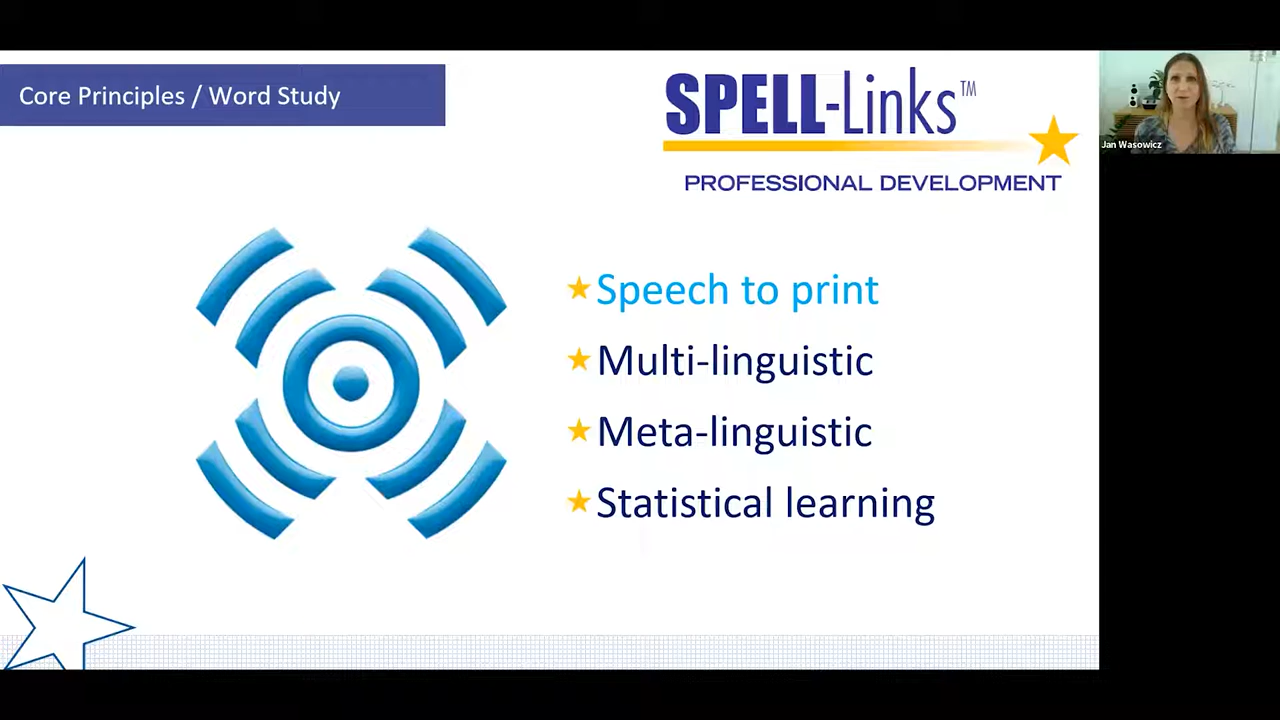 Core Principles / Word Study
SPELL-Links™
PROFESSIONAL DEVELOPMENT
Jan Wasowicz
Speech to print
Multi-linguistic
Meta-linguistic
Statistical learning